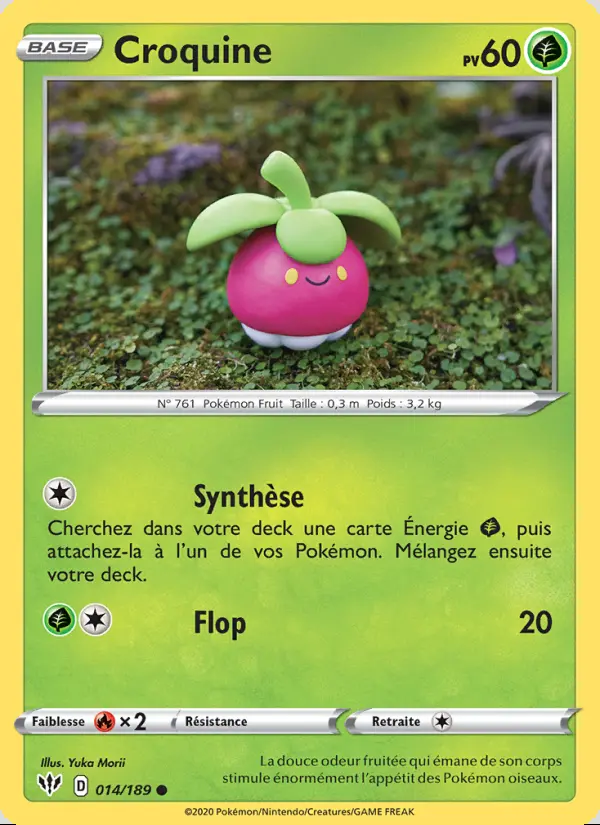 BASE Croquine PV60
N° 761 Pokémon Fruit Taille : 0,3 m Poids : 3,2 kg
Synthèse
Cherchez dans votre deck une carte Énergie , puis
attachez-la à l'un de vos Pokémon. Mélangez ensuite
votre deck.
Flop 20
Faiblesse ×2 Résistance Retraite
Illus. Yuka Morii
La douce odeur fruitée qui émane de son corps
stimule énormément l'appétit des Pokémon oiseaux.
D 014/189
©2020 Pokémon/Nintendo/Creatures/GAME FREAK